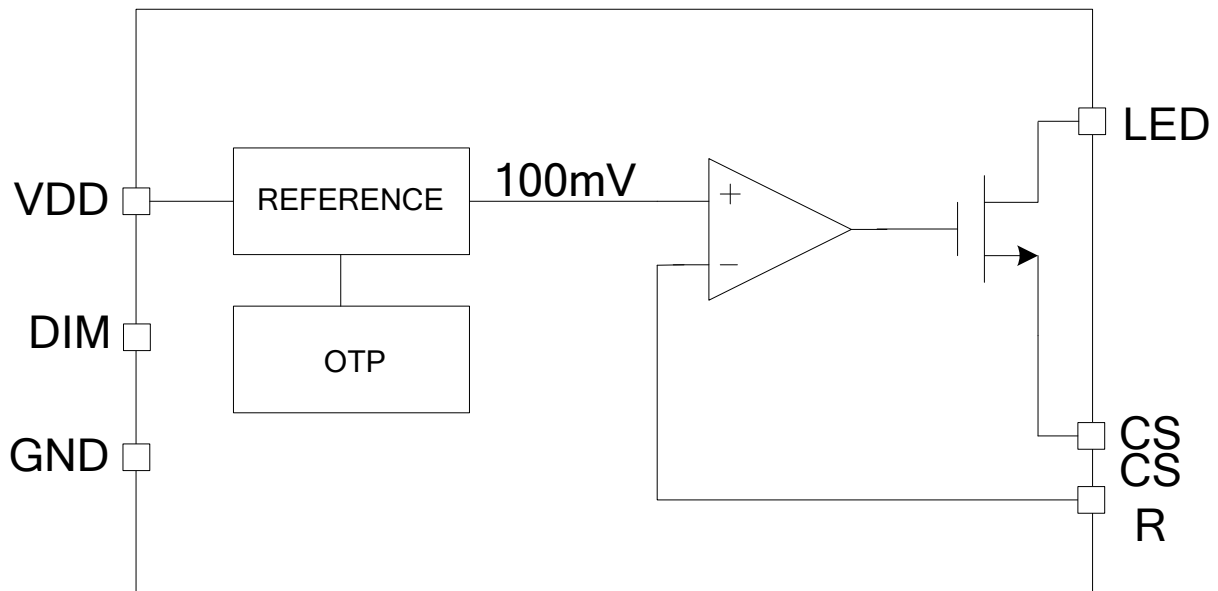 LED
100mV
VDD
REFERENCE
+
−
DIM
OTP
GND
CS
CS
R